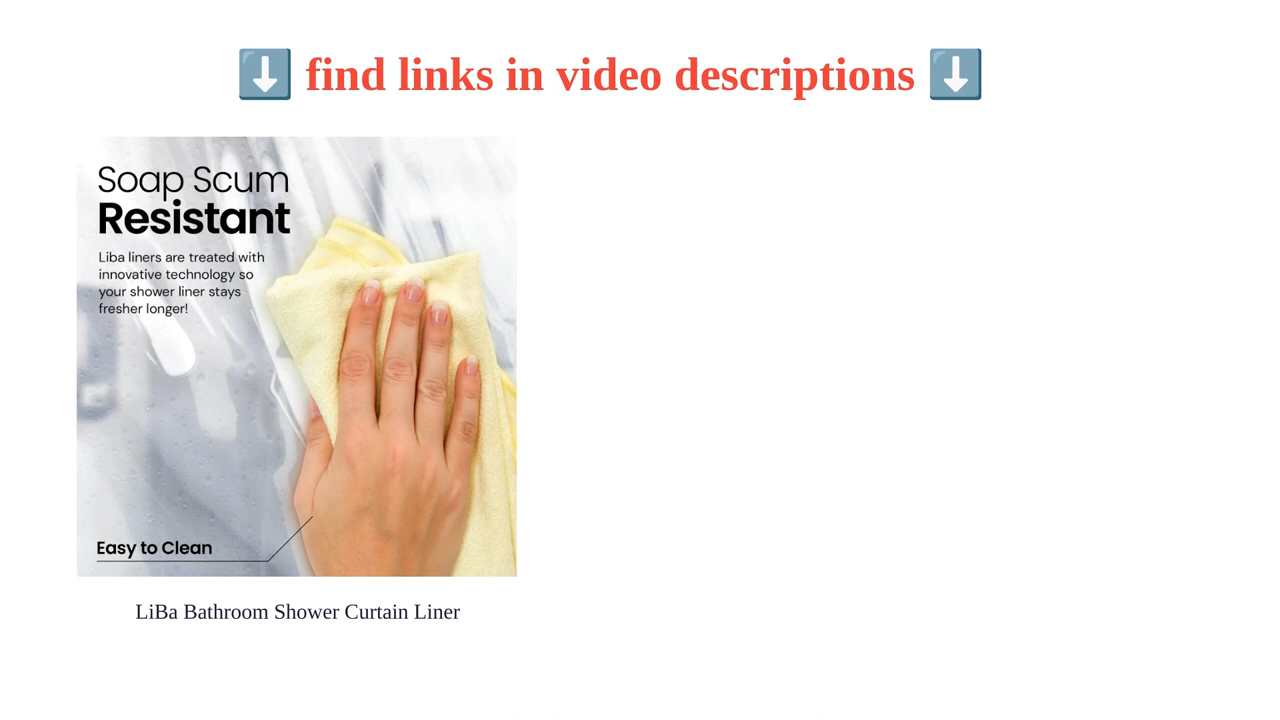 ⬇️ find links in video descriptions ⬇️
Soap Scum
Resistant
Liba liners are treated with
innovative technology so
your shower liner stays
fresher longer!
Easy to Clean
LiBa Bathroom Shower Curtain Liner